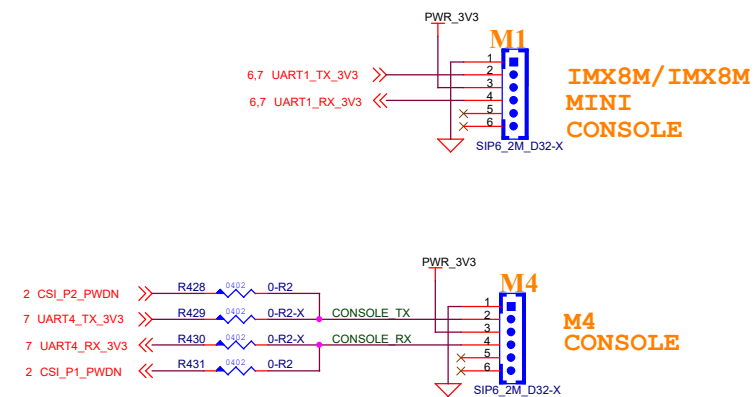 PWR_3V3
M1
1
6,7 UART1_TX_3V3 2
3
6,7 UART1_RX_3V3 4
5
6
IMX8M/IMX8M
MINI
CONSOLE
SIP6_2M_D32-X
PWR_3V3
M4
2 CSI_P2_PWDN R428 0402 0-R2
1
7 UART4_TX_3V3 R429 0402 0-R2-X CONSOLE_TX 2
3
7 UART4_RX_3V3 R430 0402 0-R2-X CONSOLE_RX 4
5
2 CSI_P1_PWDN R431 0402 0-R2
6
M4
CONSOLE
SIP6_2M_D32-X